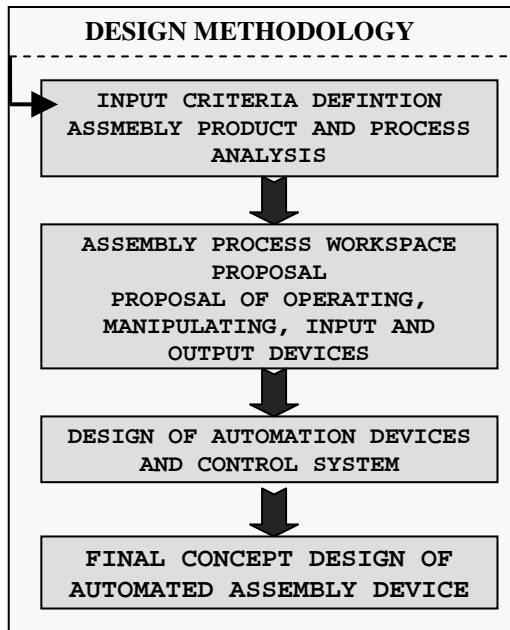 DESIGN METHODOLOGY
INPUT CRITERIA DEFINTION
ASSMEBLY PRODUCT AND PROCESS
ANALYSIS
ASSEMBLY PROCESS WORKSPACE
PROPOSAL
PROPOSAL OF OPERATING,
MANIPULATING, INPUT AND
OUTPUT DEVICES
DESIGN OF AUTOMATION DEVICES
AND CONTROL SYSTEM
FINAL CONCEPT DESIGN OF
AUTOMATED ASSEMBLY DEVICE